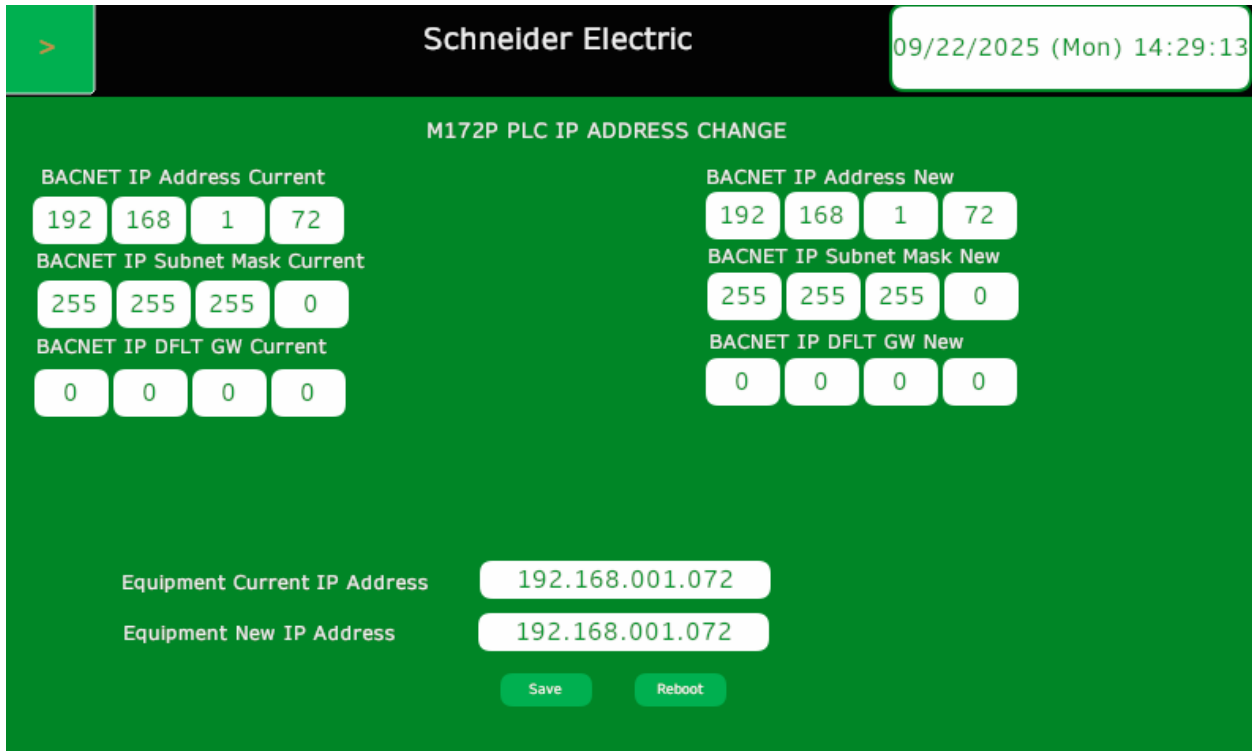 >
Schneider Electric
09/22/2025 (Mon) 14:29:13
M172P PLC IP ADDRESS CHANGE
BACNET IP Address Current
192 168 1 72
BACNET IP Subnet Mask Current
255 255 255 0
BACNET IP DFLT GW Current
0 0 0 0
BACNET IP Address New
192 168 1 72
BACNET IP Subnet Mask New
255 255 255 0
BACNET IP DFLT GW New
0 0 0 0
Equipment Current IP Address 192.168.001.072
Equipment New IP Address 192.168.001.072
Save Reboot